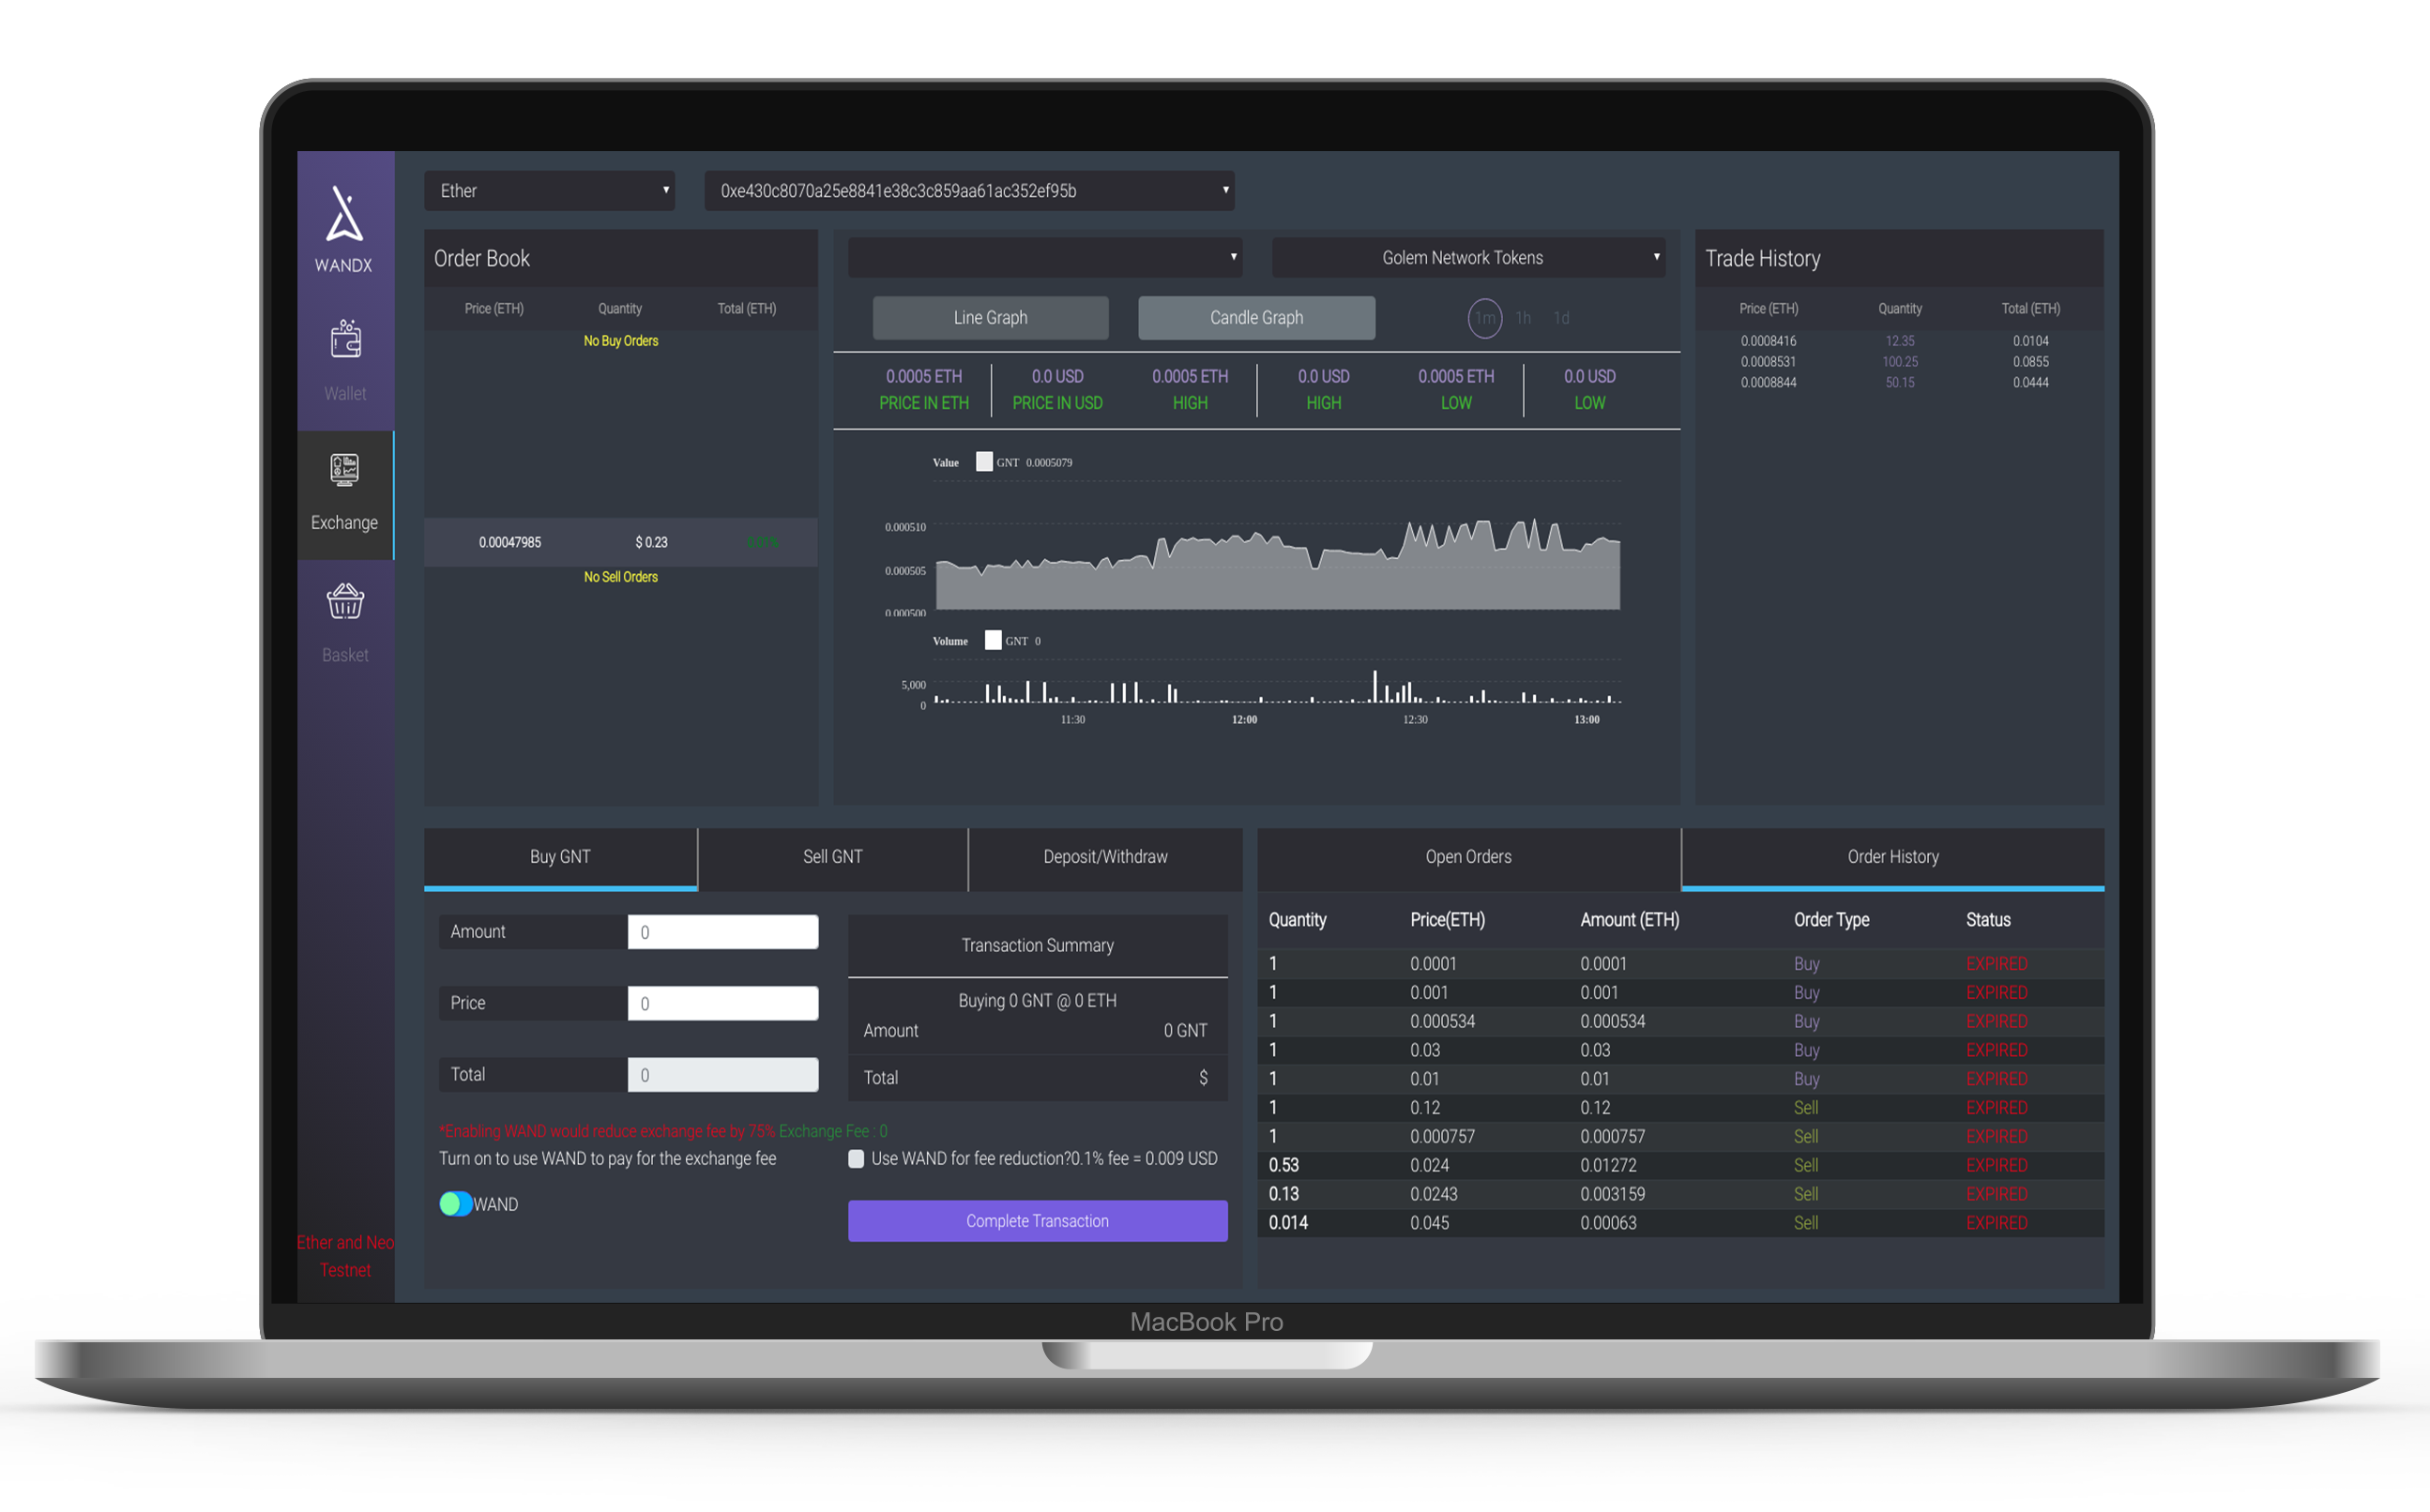 WANDX
Wallet
Exchange
Basket
Ether and Neo
Testnet
Ether ▾
0xe430c8070a25e8841e38c3c859aa61ac352ef95b ▾
Order Book
Price (ETH) Quantity Total (ETH)
No Buy Orders
0.00047985 $ 0.23 0.01%
No Sell Orders
Golem Network Tokens ▾
Line Graph Candle Graph 1m 1h 1d
0.0005 ETH 0.0 USD 0.0005 ETH 0.0 USD 0.0005 ETH 0.0 USD
PRICE IN ETH PRICE IN USD HIGH HIGH LOW LOW
Value GNT 0.0005079
0.000510
0.000505
0.000500
Volume GNT 0
5,000
0
11:30 12:00 12:30 13:00
Trade History
Price (ETH) Quantity Total (ETH)
0.0008416 12.35 0.0104
0.0008531 100.25 0.0855
0.0008844 50.15 0.0444
Buy GNT Sell GNT Deposit/Withdraw
Amount 0
Price 0
Total 0
Transaction Summary
Buying 0 GNT @ 0 ETH
Amount 0 GNT
Total $
*Enabling WAND would reduce exchange fee by 75% Exchange Fee : 0
Turn on to use WAND to pay for the exchange fee
Use WAND for fee reduction?0.1% fee = 0.009 USD
WAND
Complete Transaction
Open Orders Order History
Quantity Price(ETH) Amount (ETH) Order Type Status
1 0.0001 0.0001 Buy EXPIRED
1 0.001 0.001 Buy EXPIRED
1 0.000534 0.000534 Buy EXPIRED
1 0.03 0.03 Buy EXPIRED
1 0.01 0.01 Buy EXPIRED
1 0.12 0.12 Sell EXPIRED
1 0.000757 0.000757 Sell EXPIRED
0.53 0.024 0.01272 Sell EXPIRED
0.13 0.0243 0.003159 Sell EXPIRED
0.014 0.045 0.00063 Sell EXPIRED
MacBook Pro